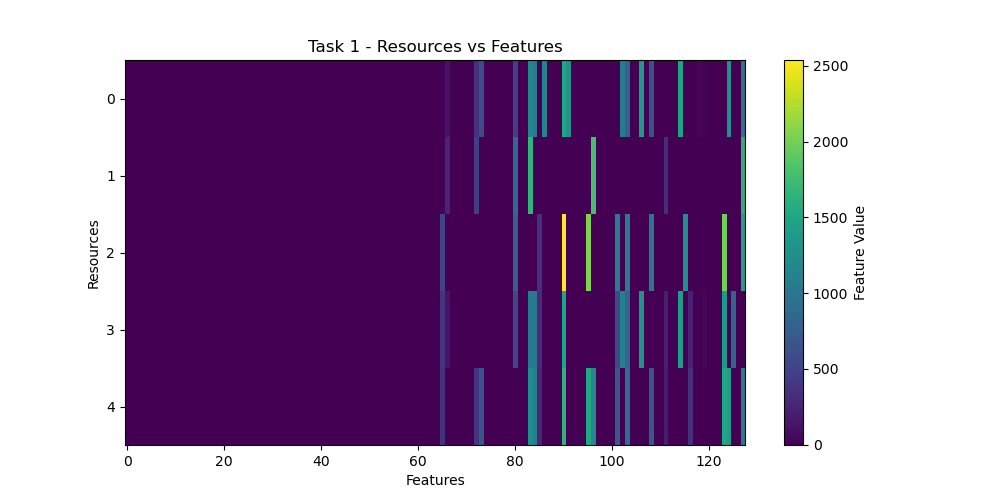 Task 1 - Resources vs Features
Resources
0
1
2
3
4
0 20 40 60 80 100 120
Features
2500
2000
1500
1000
500
0
Feature Value